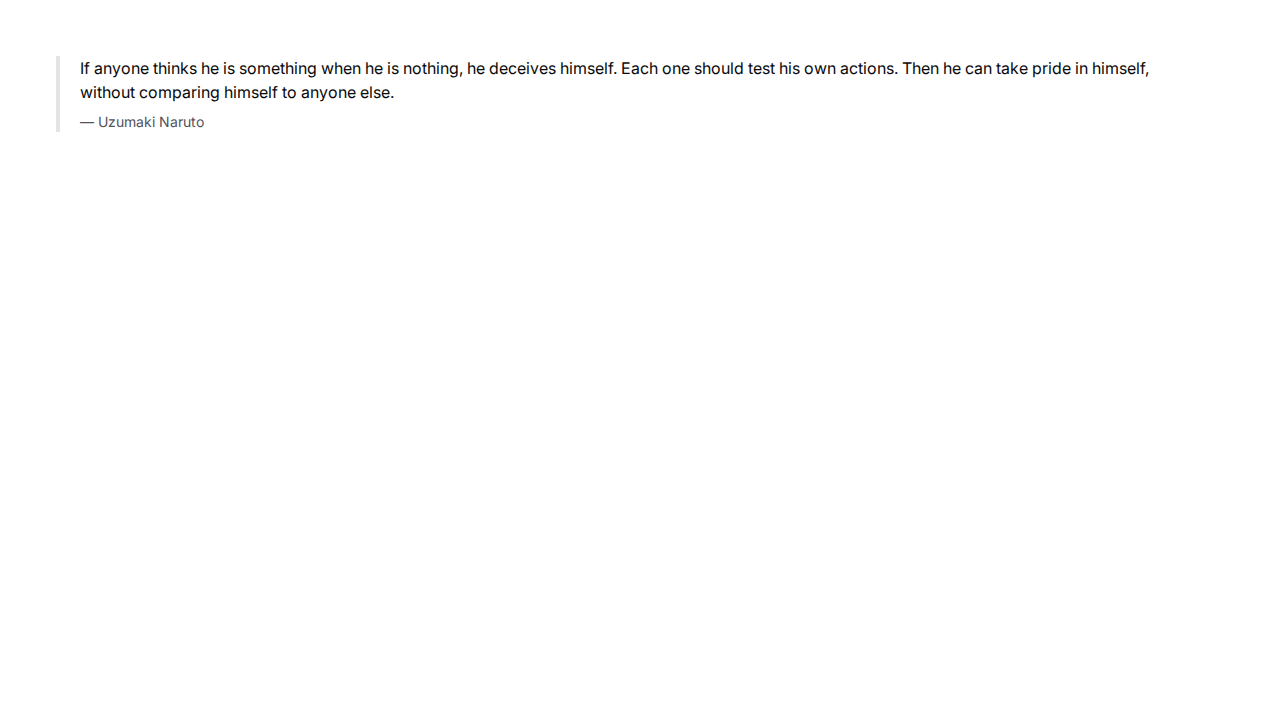 If anyone thinks he is something when he is nothing, he deceives himself. Each one should test his own actions. Then he can take pride in himself,
without comparing himself to anyone else.
— Uzumaki Naruto